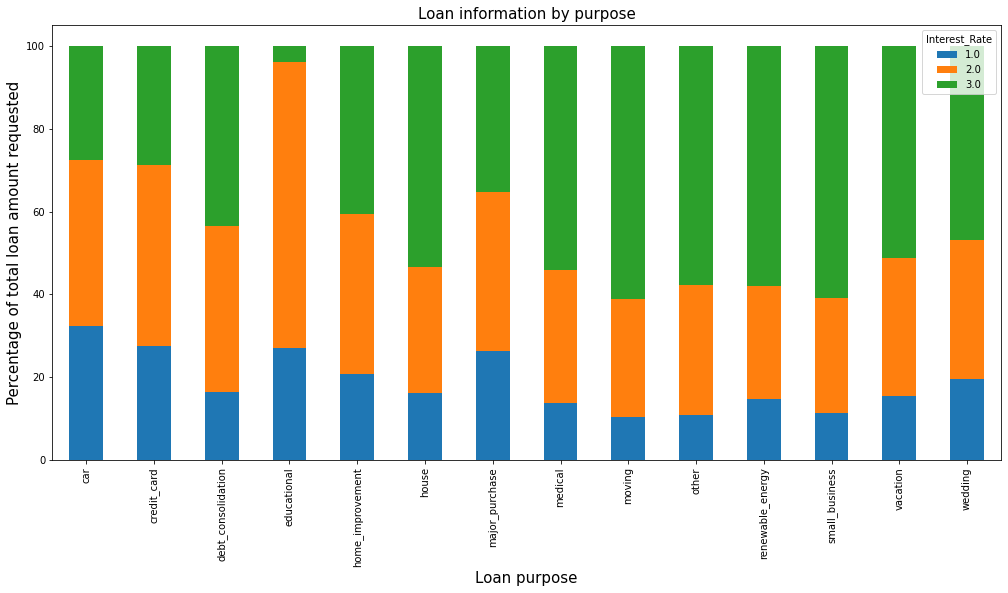 Loan information by purpose
Interest_Rate
1.0
2.0
3.0
Percentage of total loan amount requested
100
80
60
40
20
0
car
credit_card
debt_consolidation
educational
home_improvement
house
major_purchase
medical
moving
other
renewable_energy
small_business
vacation
wedding
Loan purpose